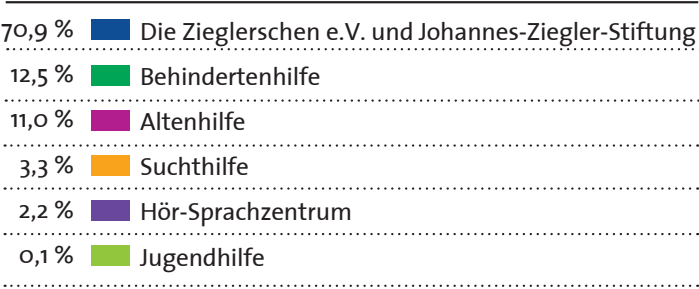 70,9 % Die Zieglerschen e.V. und Johannes-Ziegler-Stiftung
12,5 % Behindertenhilfe
11,0 % Altenhilfe
3,3 % Suchthilfe
2,2 % Hör-Sprachzentrum
0,1 % Jugendhilfe